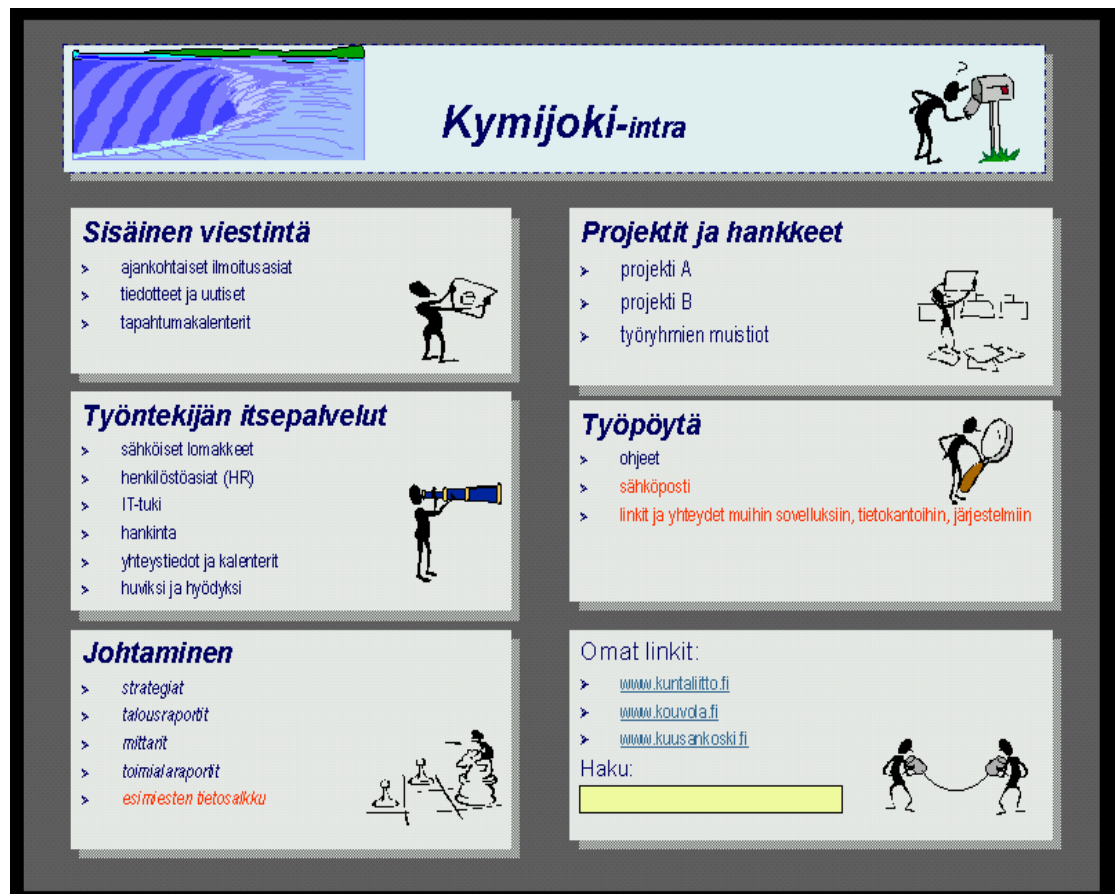 Kymijoki-intra
Sisäinen viestintä
ajankohtaiset ilmoitusasiat
tiedotteet ja uutiset
tapahtumakalenterit
Työntekijän itsepalvelut
sähköiset lomakkeet
henkilöstöasiat (HR)
IT-tuki
hankinta
yhteystiedot ja kalenterit
huviksi ja hyödyksi
Johtaminen
strategiat
talousraportit
mittarit
toimialaraportit
esimiesten tietosalkku
Projektit ja hankkeet
projekti A
projekti B
työryhmien muistiot
Työpöytä
ohjeet
sähköposti
linkit ja yhteydet muihin sovelluksiin, tietokantoihin, järjestelmiin
Omat linkit:
www.kuntaliitto.fi
www.kouvola.fi
www.kuusankoski.fi
Haku: